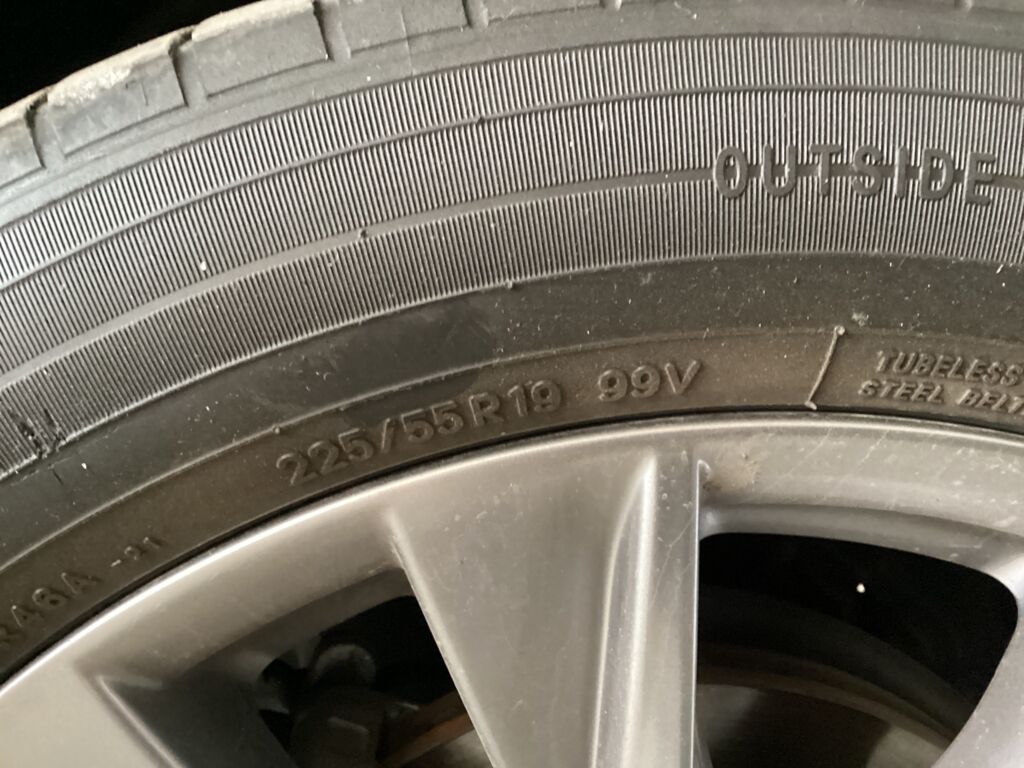 OUTSIDE
225/55R19 99V
TUBELESS
STEEL BELT